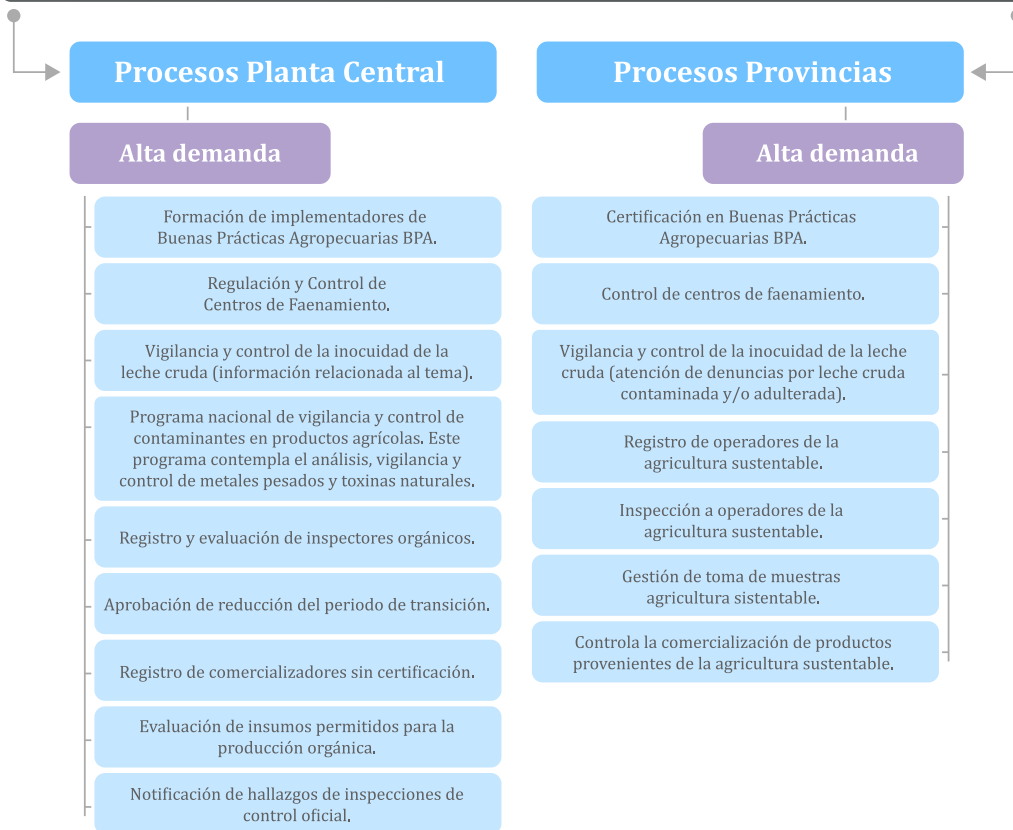 Procesos Planta Central
Alta demanda
Formación de implementadores de
Buenas Prácticas Agropecuarias BPA.
Regulación y Control de
Centros de Faenamiento.
Vigilancia y control de la inocuidad de la
leche cruda (información relacionada al tema).
Programa nacional de vigilancia y control de
contaminantes en productos agrícolas. Este
programa contempla el análisis, vigilancia y
control de metales pesados y toxinas naturales.
Registro y evaluación de inspectores orgánicos.
Aprobación de reducción del periodo de transición.
Registro de comercializadores sin certificación.
Evaluación de insumos permitidos para la
producción orgánica.
Notificación de hallazgos de inspecciones de
control oficial.
Procesos Provincias
Alta demanda
Certificación en Buenas Prácticas
Agropecuarias BPA.
Control de centros de faenamiento.
Vigilancia y control de la inocuidad de la leche
cruda (atención de denuncias por leche cruda
contaminada y/o adulterada).
Registro de operadores de la
agricultura sustentable.
Inspección a operadores de la
agricultura sustentable.
Gestión de toma de muestras
agricultura sistentable.
Controla la comercialización de productos
provenientes de la agricultura sustentable.